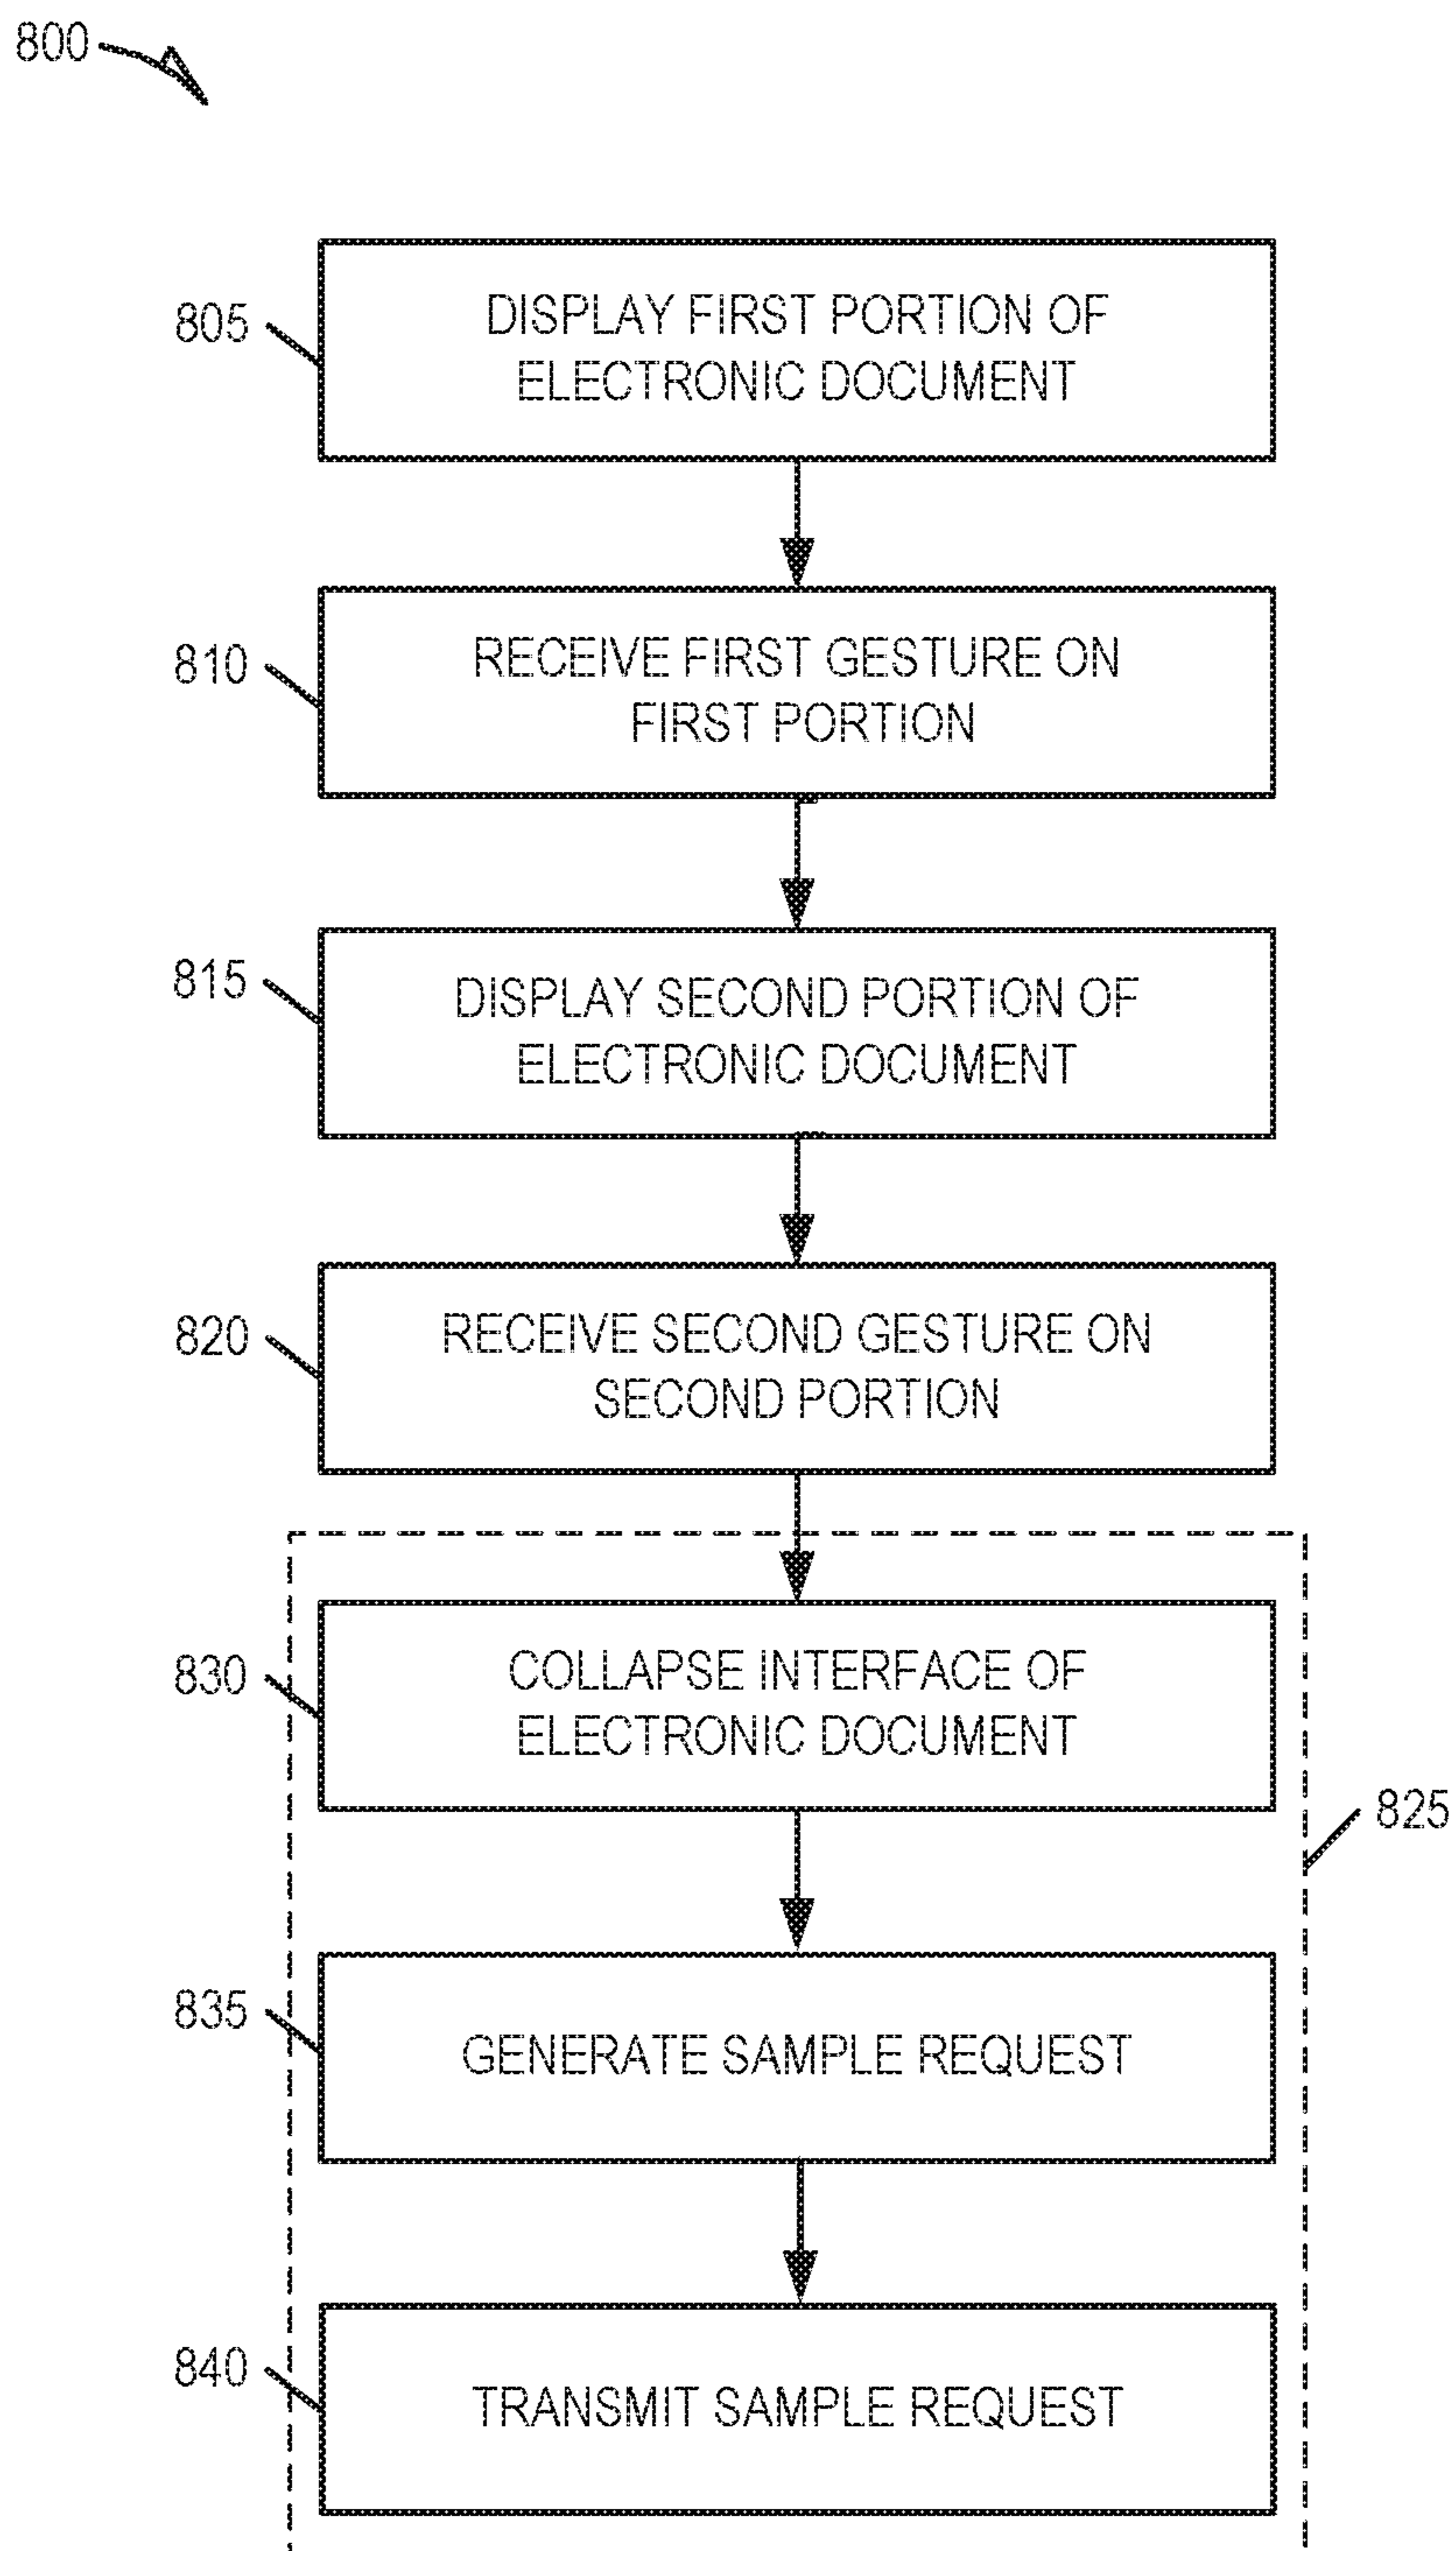 800
805
DISPLAY FIRST PORTION OF
ELECTRONIC DOCUMENT
810
RECEIVE FIRST GESTURE ON
FIRST PORTION
815
DISPLAY SECOND PORTION OF
ELECTRONIC DOCUMENT
820
RECEIVE SECOND GESTURE ON
SECOND PORTION
830
COLLAPSE INTERFACE OF
ELECTRONIC DOCUMENT
825
835
GENERATE SAMPLE REQUEST
840
TRANSMIT SAMPLE REQUEST